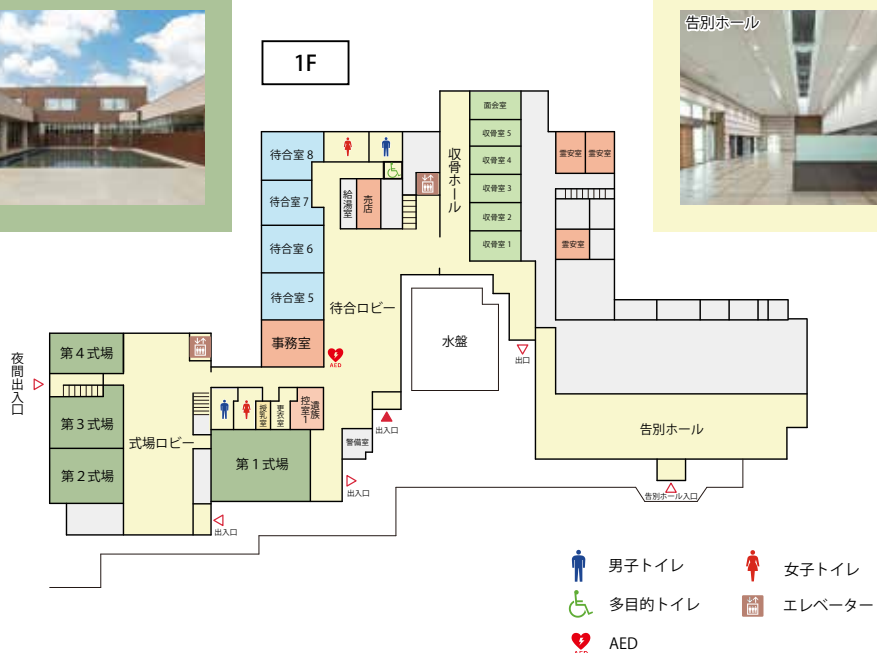 告別ホール
1F
面会室
収骨室5
収骨室4
収骨室3
収骨室2
収骨室1
収骨ホール
霊安室
霊安室
霊安室
待合室8
待合室7
待合室6
待合室5
給湯室
売店
待合ロビー
事務室
AED
水盤
出口
夜間出入口
第4式場
第3式場
第2式場
式場ロビー
授乳室
更衣室
遺族
控室1
第1式場
警備室
出入口
出入口
出入口
告別ホール
告別ホール入口
男子トイレ
女子トイレ
多目的トイレ
エレベーター
AED
AED